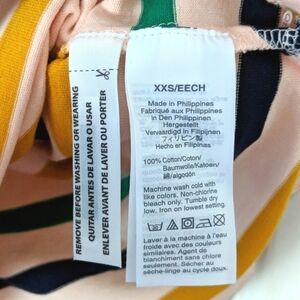 REMOVE BEFORE WASHING OR WEARING
QUITAR ANTES DE LAVAR O USAR
ENLEVER AVANT DE LAVER OU PORTER
XXS/EECH
Made in Philippines
Fabriqué aux Philippines
In Den Philippinen
Hergestellt
Vervaardigd in Filipijnen
フィリピン製
Hecho en Filipinas
100% Cotton/Coton/
Baumwolle/Katoen/
綿/algodón
Machine wash cold with
like colors. Non-chlorine
bleach only. Tumble dry
low. Iron on lowest setting.
Laver à la machine à l'eau
froide avec des couleurs
similaires. Agent de
blanchiment sans chlore
seulement. Sécher au
sèche-linge au cycle doux.